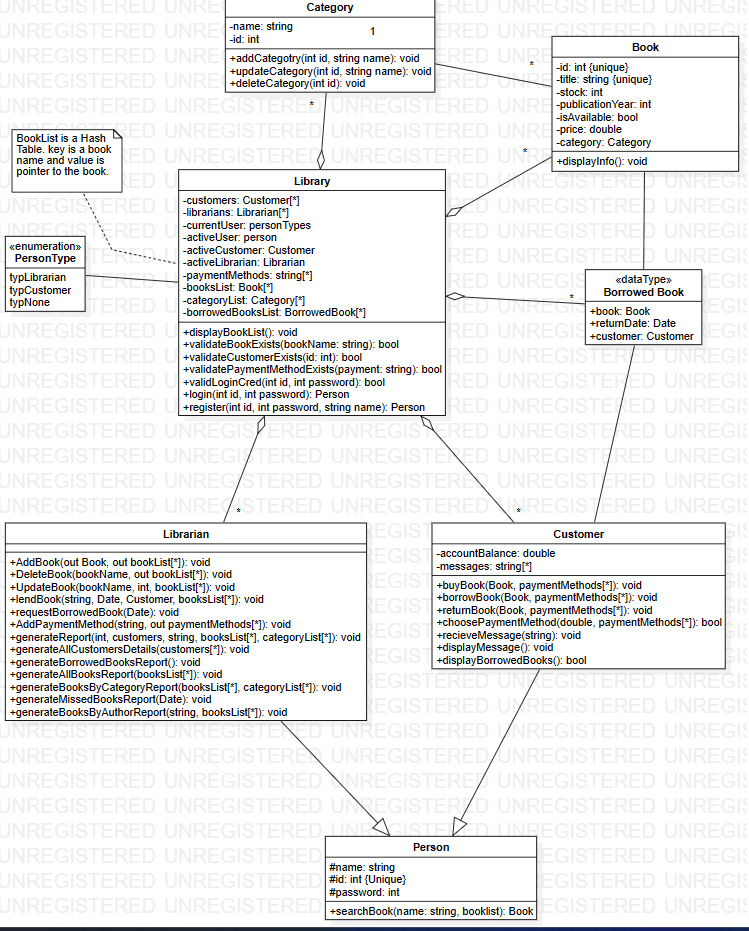 Category
-name: string
-id: int
1
+addCategotry(int id, string name): void
+updateCategory(int id, string name): void
+deleteCategory(int id): void
*
*
Book
-id: int {unique}
-title: string {unique}
-stock: int
-publicationYear: int
-isAvailable: bool
-price: double
-category: Category
+displayInfo(): void
BookList is a Hash
Table. key is a book
name and value is
pointer to the book.
«enumeration»
PersonType
typLibrarian
typCustomer
typNone
Library
-customers: Customer[*]
-librarians: Librarian[*]
-currentUser: personTypes
-activeUser: person
-activeCustomer: Customer
-activeLibrarian: Librarian
-paymentMethods: string[*]
-booksList: Book[*]
-categoryList: Category[*]
-borrowedBooksList: BorrowedBook[*]
+displayBookList(): void
+validateBookExists(bookName: string): bool
+validateCustomerExists(id: int): bool
+validatePaymentMethodExists(payment: string): bool
+validLoginCred(int id, int password): bool
+login(int id, int password): Person
+register(int id, int password, string name): Person
*
*
«dataType»
Borrowed Book
+book: Book
+returnDate: Date
+customer: Customer
*
*
Librarian
+AddBook(out Book, out bookList[*]): void
+DeleteBook(bookName, out bookList[*]): void
+UpdateBook(bookName, int, bookList[*]): void
+lendBook(string, Date, Customer, booksList[*]): void
+requestBorrowedBook(Date): void
+AddPaymentMethod(string, out paymentMethods[*]): void
+generateReport(int, customers, string, booksList[*], categoryList[*]): void
+generateAllCustomersDetails(customers[*]): void
+generateBorrowedBooksReport(): void
+generateAllBooksReport(booksList[*]): void
+generateBooksByCategoryReport(booksList[*], categoryList[*]): void
+generateMissedBooksReport(Date): void
+generateBooksByAuthorReport(string, booksList[*]): void
Customer
-accountBalance: double
-messages: string[*]
+buyBook(Book, paymentMethods[*]): void
+borrowBook(Book, paymentMethods[*]): void
+returnBook(Book, paymentMethods[*]): void
+choosePaymentMethod(double, paymentMethods[*]): bool
+recieveMessage(string): void
+displayMessage(): void
+displayBorrowedBooks(): bool
Person
#name: string
#id: int {Unique}
#password: int
+searchBook(name: string, booklist): Book
UNREGISTERED